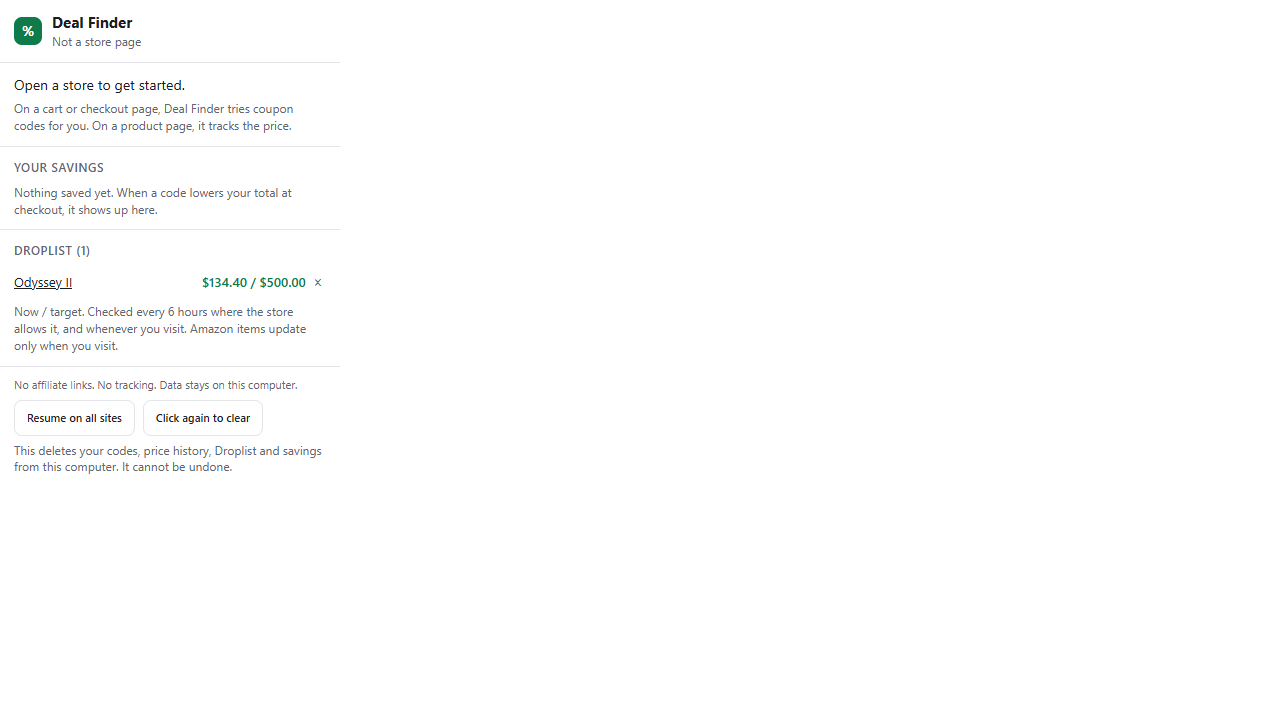 %
Deal Finder
Not a store page
Open a store to get started.
On a cart or checkout page, Deal Finder tries coupon
codes for you. On a product page, it tracks the price.
YOUR SAVINGS
Nothing saved yet. When a code lowers your total at
checkout, it shows up here.
DROPLIST (1)
Odyssey II $134.40 / $500.00 ×
Now / target. Checked every 6 hours where the store
allows it, and whenever you visit. Amazon items update
only when you visit.
No affiliate links. No tracking. Data stays on this computer.
Resume on all sites Click again to clear
This deletes your codes, price history, Droplist and savings
from this computer. It cannot be undone.